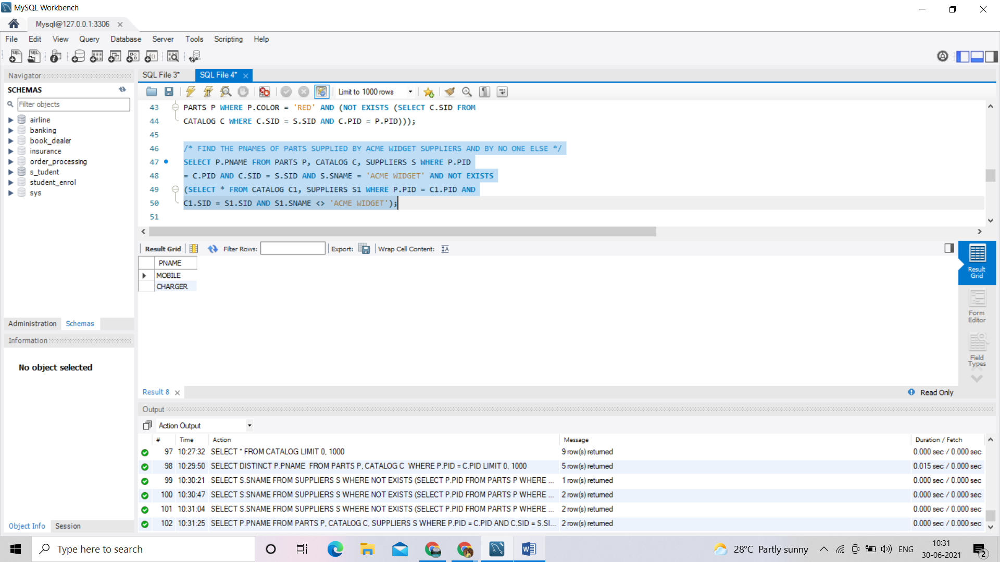 MySQL Workbench
Mysql@127.0.0.1:3306
File Edit View Query Database Server Tools Scripting Help
Navigator
SCHEMAS
Filter objects
airline
banking
book_dealer
insurance
order_processing
s_tudent
student_enrol
sys
Administration Schemas
Information
No object selected
Object Info Session
SQL File 3* SQL File 4*
Limit to 1000 rows
43 PARTS P WHERE P.COLOR = 'RED' AND (NOT EXISTS (SELECT C.SID FROM
44 CATALOG C WHERE C.SID = S.SID AND C.PID = P.PID)));
45
46 /* FIND THE PNAMES OF PARTS SUPPLIED BY ACME WIDGET SUPPLIERS AND BY NO ONE ELSE */
47 SELECT P.PNAME FROM PARTS P, CATALOG C, SUPPLIERS S WHERE P.PID
48 = C.PID AND C.SID = S.SID AND S.SNAME = 'ACME WIDGET' AND NOT EXISTS
49 (SELECT * FROM CATALOG C1, SUPPLIERS S1 WHERE P.PID = C1.PID AND
50 C1.SID = S1.SID AND S1.SNAME <> 'ACME WIDGET');
51
Result Grid Filter Rows: Export: Wrap Cell Content:
PNAME
MOBILE
CHARGER
Result Grid
Form Editor
Field Types
Result 8 Read Only
Output
Action Output
# Time Action Message Duration / Fetch
97 10:27:32 SELECT * FROM CATALOG LIMIT 0, 1000 9 row(s) returned 0.000 sec / 0.000 sec
98 10:29:50 SELECT DISTINCT P.PNAME FROM PARTS P, CATALOG C WHERE P.PID = C.PID LIMIT 0, 1000 5 row(s) returned 0.015 sec / 0.000 sec
99 10:30:21 SELECT S.SNAME FROM SUPPLIERS S WHERE NOT EXISTS (SELECT P.PID FROM PARTS P WHERE ... 1 row(s) returned 0.000 sec / 0.000 sec
100 10:30:47 SELECT S.SNAME FROM SUPPLIERS S WHERE NOT EXISTS (SELECT P.PID FROM PARTS P WHERE ... 2 row(s) returned 0.000 sec / 0.000 sec
101 10:31:04 SELECT S.SNAME FROM SUPPLIERS S WHERE NOT EXISTS (SELECT P.PID FROM PARTS P WHERE ... 2 row(s) returned 0.000 sec / 0.000 sec
102 10:31:25 SELECT P.PNAME FROM PARTS P, CATALOG C, SUPPLIERS S WHERE P.PID = C.PID AND C.SID = S.SI... 2 row(s) returned 0.000 sec / 0.000 sec
Type here to search
28°C Partly sunny
ENG
10:31
30-06-2021
2